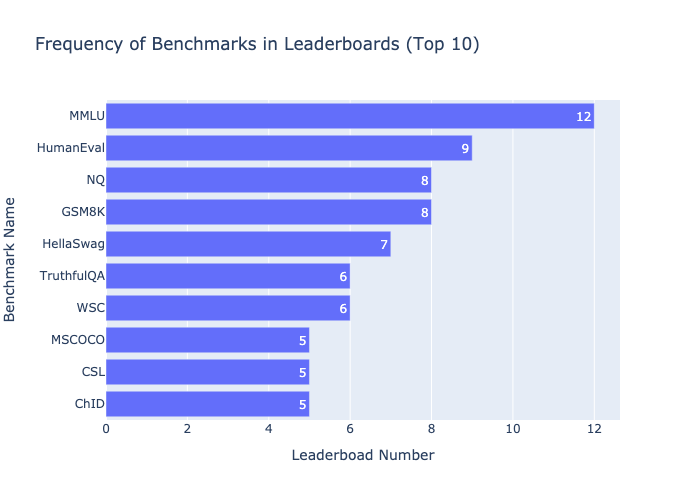 Frequency of Benchmarks in Leaderboards (Top 10)
Benchmark Name
MMLU 12
HumanEval 9
NQ 8
GSM8K 8
HellaSwag 7
TruthfulQA 6
WSC 6
MSCOCO 5
CSL 5
ChID 5
0 2 4 6 8 10 12
Leaderboad Number